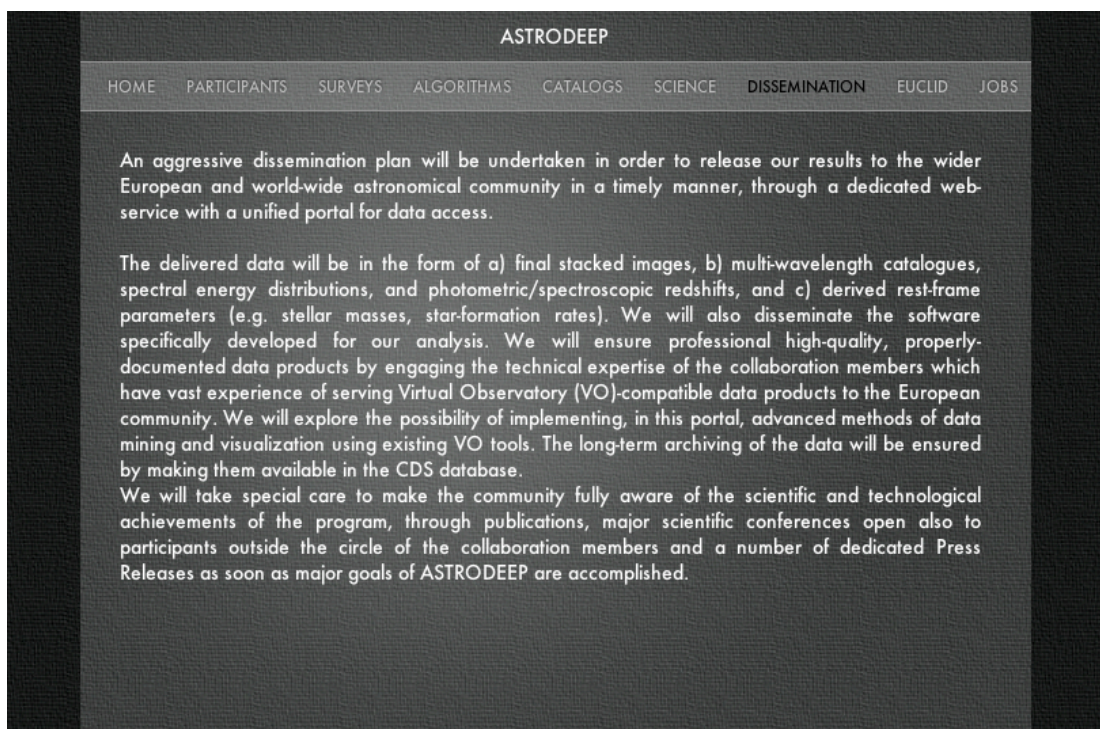 ASTRODEEP
HOME PARTICIPANTS SURVEYS ALGORITHMS CATALOGS SCIENCE DISSEMINATION EUCLID JOBS
An aggressive dissemination plan will be undertaken in order to release our results to the wider
European and world-wide astronomical community in a timely manner, through a dedicated web-
service with a unified portal for data access.
The delivered data will be in the form of a) final stacked images, b) multi-wavelength catalogues,
spectral energy distributions, and photometric/spectroscopic redshifts, and c) derived rest-frame
parameters (e.g. stellar masses, star-formation rates). We will also disseminate the software
specifically developed for our analysis. We will ensure professional high-quality, properly-
documented data products by engaging the technical expertise of the collaboration members which
have vast experience of serving Virtual Observatory (VO)-compatible data products to the European
community. We will explore the possibility of implementing, in this portal, advanced methods of data
mining and visualization using existing VO tools. The long-term archiving of the data will be ensured
by making them available in the CDS database.
We will take special care to make the community fully aware of the scientific and technological
achievements of the program, through publications, major scientific conferences open also to
participants outside the circle of the collaboration members and a number of dedicated Press
Releases as soon as major goals of ASTRODEEP are accomplished.